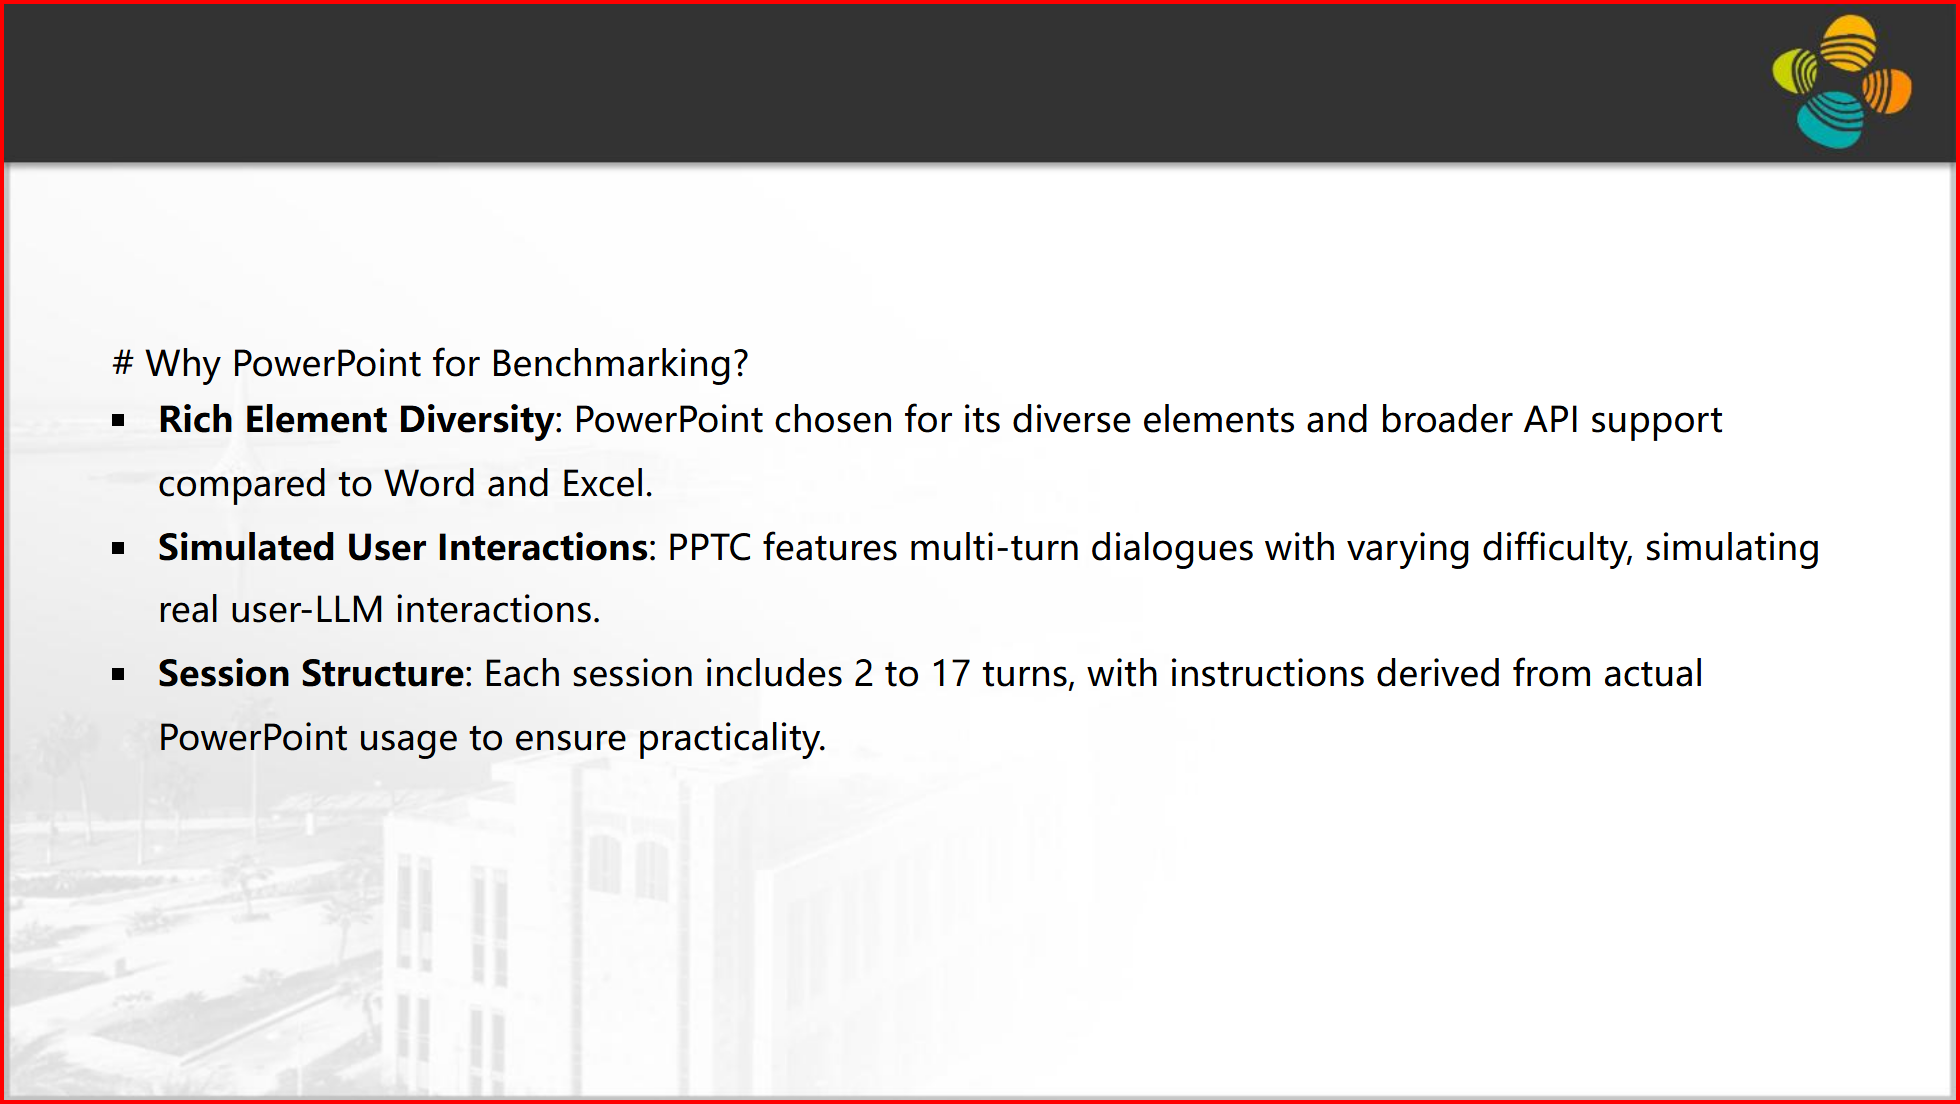 # Why PowerPoint for Benchmarking?
▪ Rich Element Diversity: PowerPoint chosen for its diverse elements and broader API support
compared to Word and Excel.
▪ Simulated User Interactions: PPTC features multi-turn dialogues with varying difficulty, simulating
real user-LLM interactions.
▪ Session Structure: Each session includes 2 to 17 turns, with instructions derived from actual
PowerPoint usage to ensure practicality.